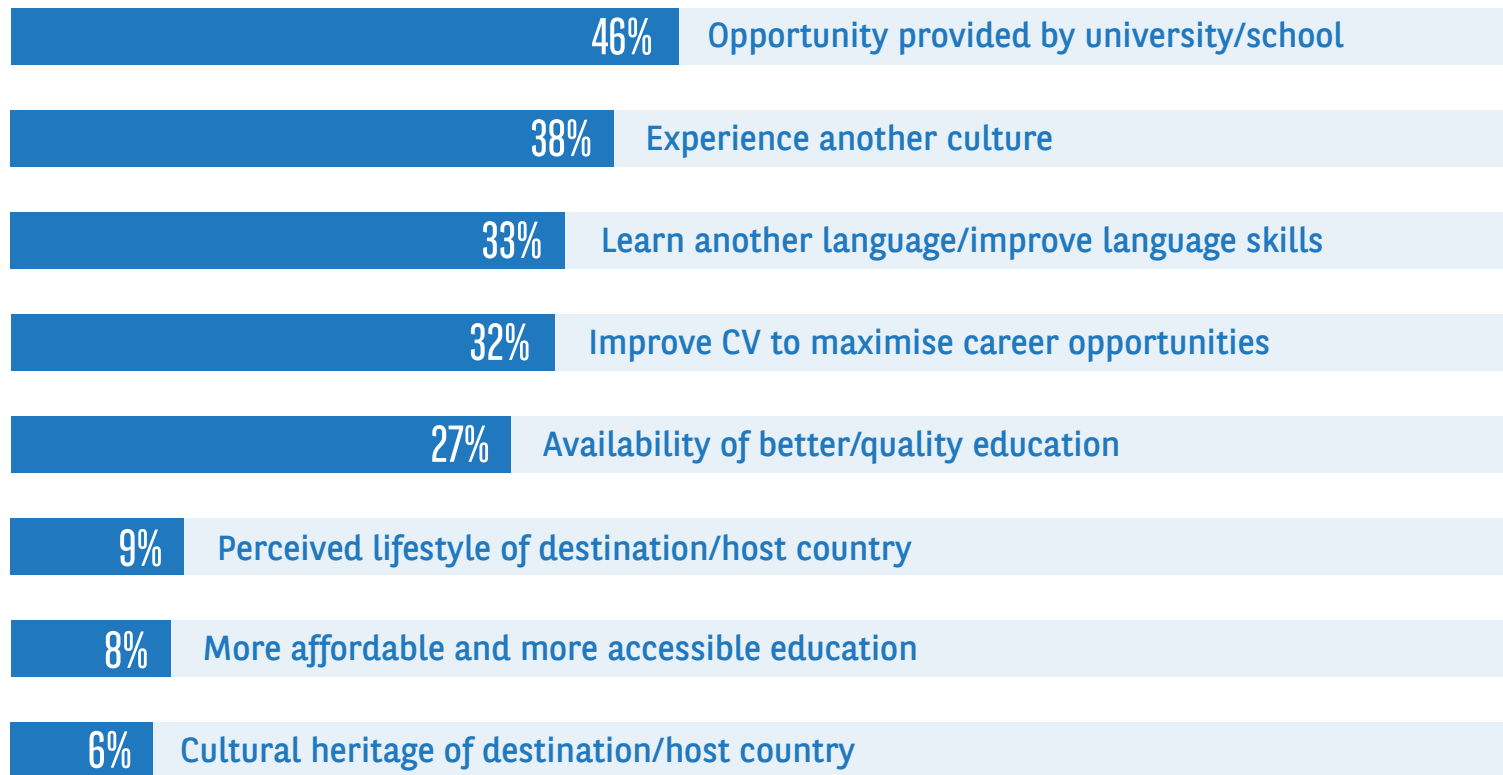 46% Opportunity provided by university/school
38% Experience another culture
33% Learn another language/improve language skills
32% Improve CV to maximise career opportunities
27% Availability of better/quality education
9% Perceived lifestyle of destination/host country
8% More affordable and more accessible education
6% Cultural heritage of destination/host country